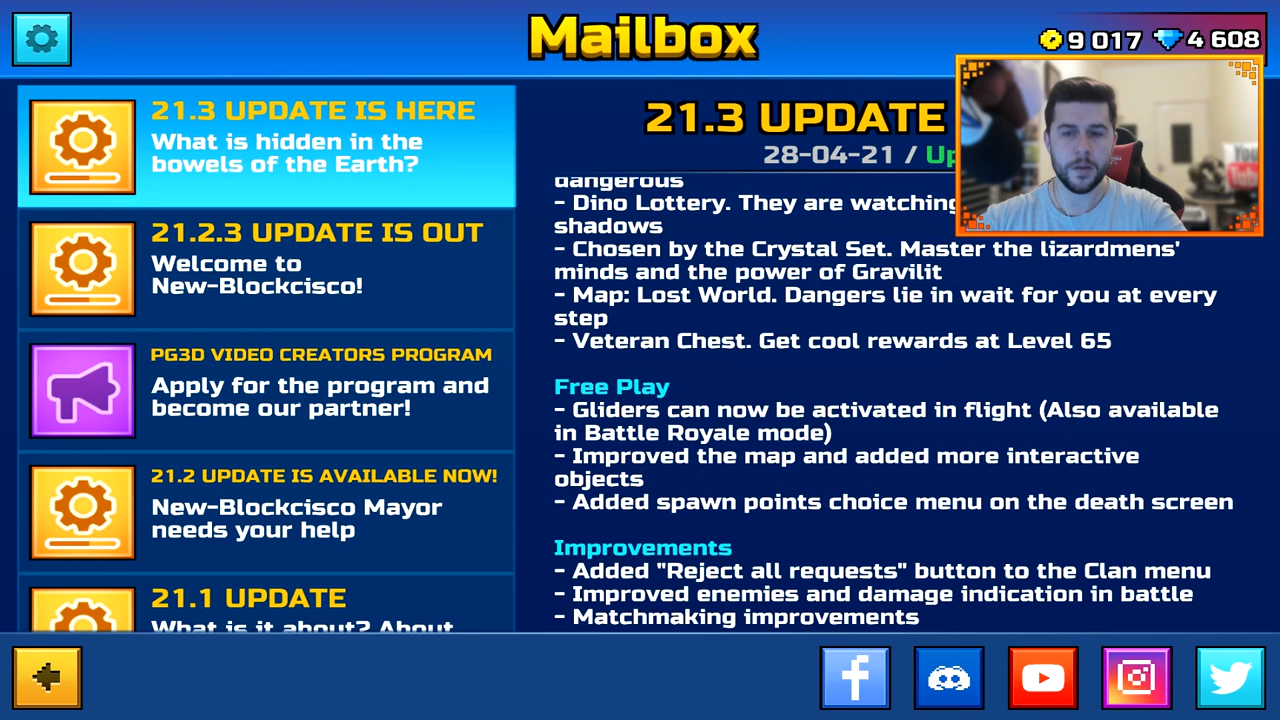 Mailbox
9 017
4 608
21.3 UPDATE IS HERE
What is hidden in the
bowels of the Earth?
21.2.3 UPDATE IS OUT
Welcome to
New-Blockcisco!
PG3D VIDEO CREATORS PROGRAM
Apply for the program and
become our partner!
21.2 UPDATE IS AVAILABLE NOW!
New-Blockcisco Mayor
needs your help
21.1 UPDATE
What is it about? About
21.3 UPDATE
28-04-21 / Up
dangerous
- Dino Lottery. They are watching
shadows
- Chosen by the Crystal Set. Master the lizardmens'
minds and the power of Gravilit
- Map: Lost World. Dangers lie in wait for you at every
step
- Veteran Chest. Get cool rewards at Level 65
Free Play
- Gliders can now be activated in flight (Also available
in Battle Royale mode)
- Improved the map and added more interactive
objects
- Added spawn points choice menu on the death screen
Improvements
- Added "Reject all requests" button to the Clan menu
- Improved enemies and damage indication in battle
- Matchmaking improvements